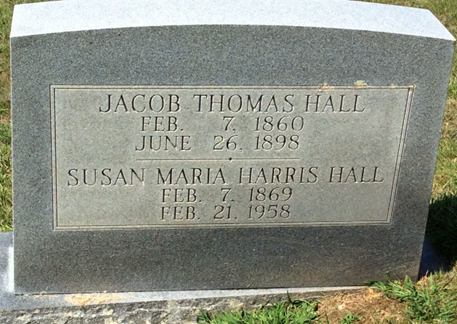 JACOB THOMAS HALL
FEB. 7, 1860
JUNE 26, 1898
SUSAN MARIA HARRIS HALL
FEB. 7, 1869
FEB. 21, 1958